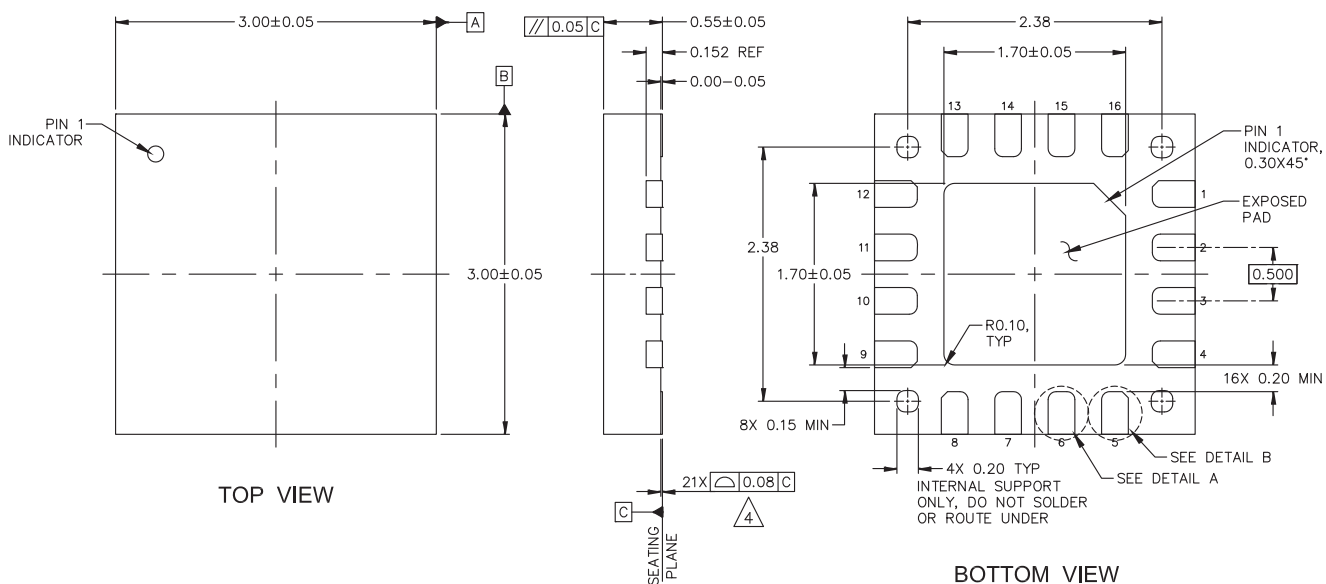 3.00±0.05
A
B
PIN 1
INDICATOR
3.00±0.05
TOP VIEW
// 0.05 C
0.55±0.05
0.152 REF
0.00-0.05
21X ⌓ 0.08 C
4
C
SEATING
PLANE
2.38
1.70±0.05
13 14 15 16
PIN 1
INDICATOR,
0.30X45°
12
1
EXPOSED
PAD
2.38
11
2
1.70±0.05
0.500
10
3
R0.10,
TYP
9
4
16X 0.20 MIN
8X 0.15 MIN
8 7 6 5
SEE DETAIL B
4X 0.20 TYP
INTERNAL SUPPORT
ONLY, DO NOT SOLDER
OR ROUTE UNDER
SEE DETAIL A
BOTTOM VIEW